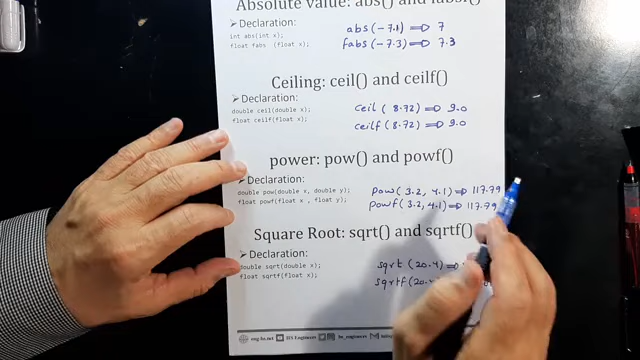 Absolute value: abs() and fabsf()
➤ Declaration:
int abs(int x);
float fabs (float x);
abs(-7.1) ⇒ 7
fabs(-7.3) ⇒ 7.3
Ceiling: ceil() and ceilf()
➤ Declaration:
double ceil(double x);
float ceilf(float x);
ceil( 8.72) ⇒ 9.0
ceilf( 8.72) ⇒ 9.0
power: pow() and powf()
➤ Declaration:
double pow(double x, double y);
float powf(float x , float y);
pow( 3.2, 4.1) ⇒ 117.79
powf( 3.2, 4.1) ⇒ 117.79
Square Root: sqrt() and sqrtf()
➤ Declaration:
double sqrt(double x);
float sqrtf(float x);
sqrt (20.4) ⇒
sqrtf(20.